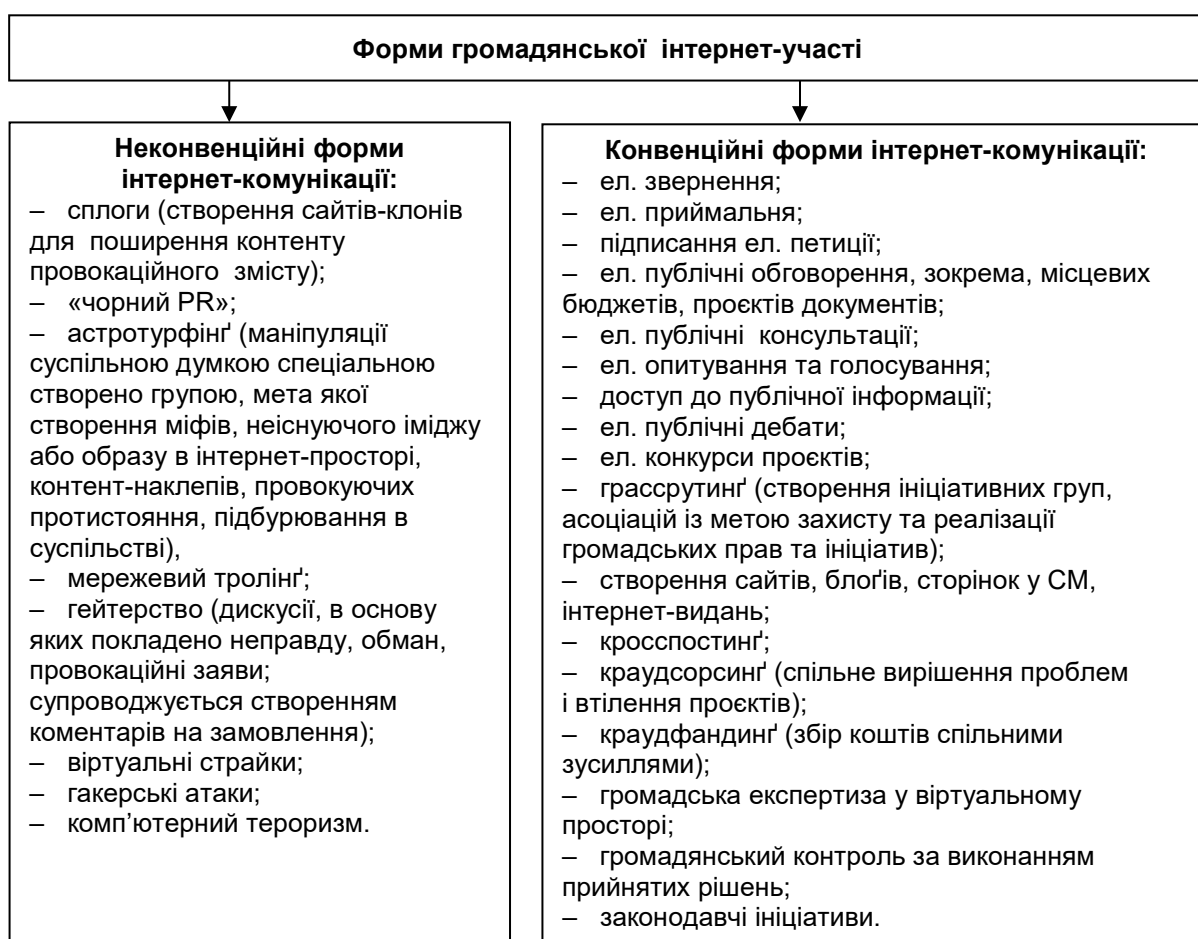 Форми громадянської інтернет-участі
Неконвенційні форми
інтернет-комунікації:
– сплоги (створення сайтів-клонів
для поширення контенту
провокаційного змісту);
– «чорний PR»;
– астротурфінґ (маніпуляції
суспільною думкою спеціальною
створено групою, мета якої
створення міфів, неіснуючого іміджу
або образу в інтернет-просторі,
контент-наклепів, провокуючих
протистояння, підбурювання в
суспільстві),
– мережевий тролінґ;
– гейтерство (дискусії, в основу
яких покладено неправду, обман,
провокаційні заяви;
супроводжується створенням
коментарів на замовлення);
– віртуальні страйки;
– гакерські атаки;
– комп’ютерний тероризм.
Конвенційні форми інтернет-комунікації:
– ел. звернення;
– ел. приймальня;
– підписання ел. петиції;
– ел. публічні обговорення, зокрема, місцевих
бюджетів, проєктів документів;
– ел. публічні консультації;
– ел. опитування та голосування;
– доступ до публічної інформації;
– ел. публічні дебати;
– ел. конкурси проєктів;
– грассрутинґ (створення ініціативних груп,
асоціацій із метою захисту та реалізації
громадських прав та ініціатив);
– створення сайтів, блоґів, сторінок у СМ,
інтернет-видань;
– кросспостинґ;
– краудсорсинґ (спільне вирішення проблем
і втілення проєктів);
– краудфандинґ (збір коштів спільними
зусиллями);
– громадська експертиза у віртуальному
просторі;
– громадянський контроль за виконанням
прийнятих рішень;
– законодавчі ініціативи.